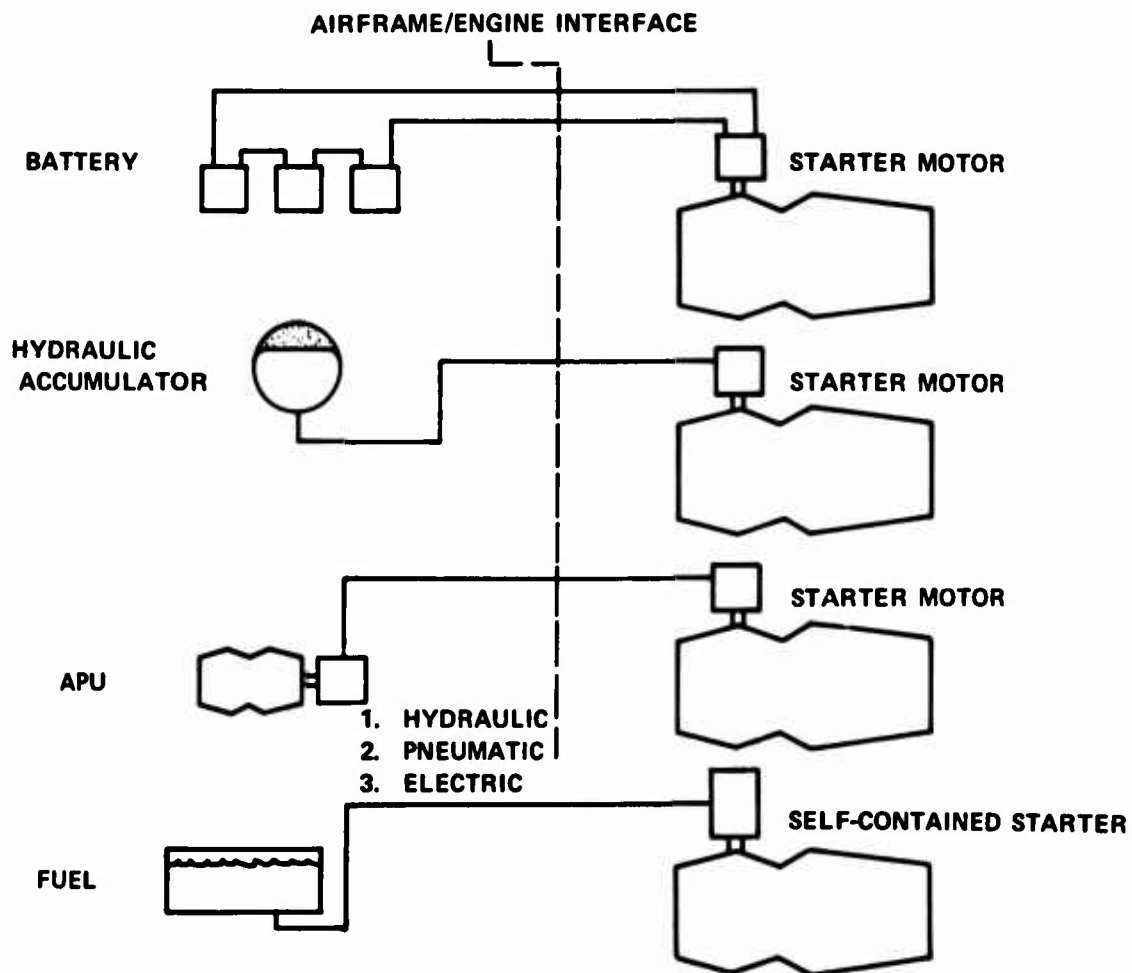 AIRFRAME/ENGINE INTERFACE
BATTERY
STARTER MOTOR
HYDRAULIC
ACCUMULATOR
STARTER MOTOR
APU
STARTER MOTOR
1. HYDRAULIC
2. PNEUMATIC
3. ELECTRIC
FUEL
SELF-CONTAINED STARTER